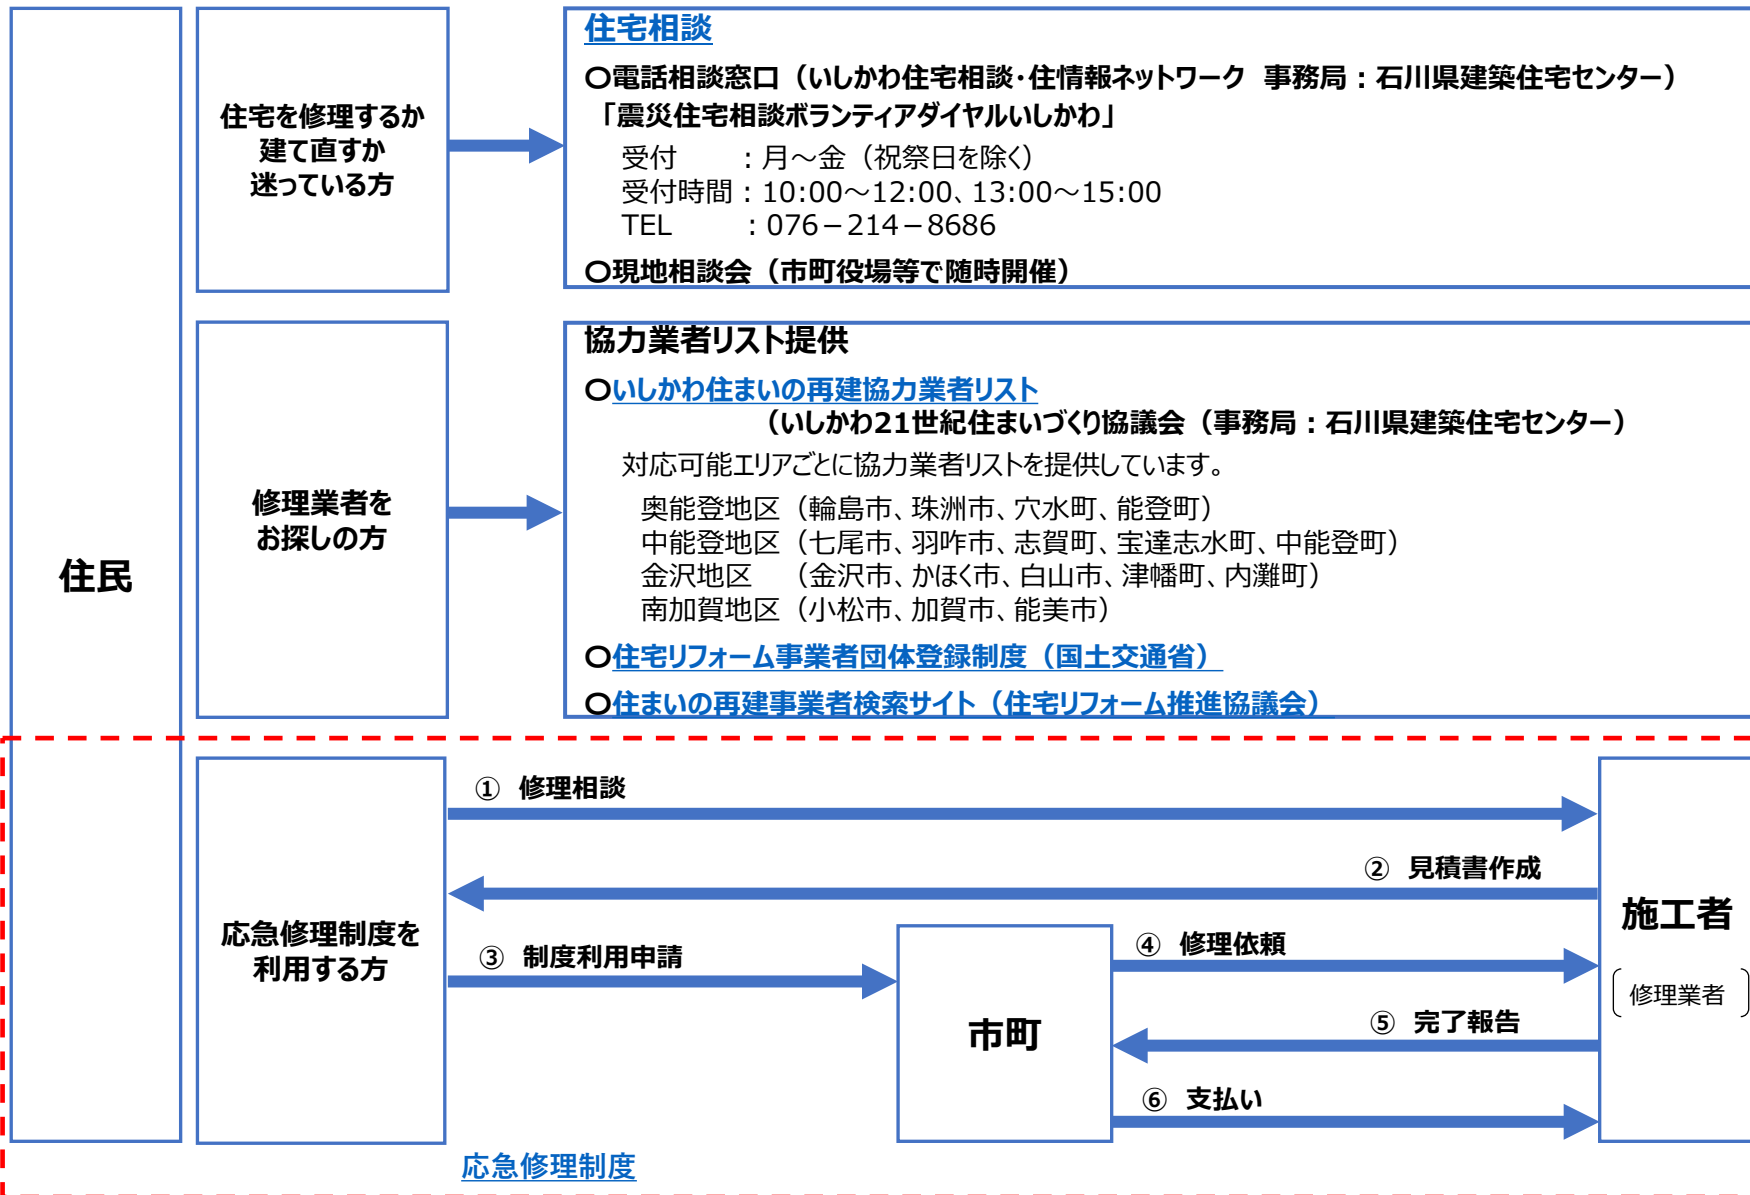 住民
住宅を修理するか
建て直すか
迷っている方
住宅相談
〇電話相談窓口（いしかわ住宅相談・住情報ネットワーク 事務局：石川県建築住宅センター）
「震災住宅相談ボランティアダイヤルいしかわ」
受付　　：月～金（祝祭日を除く）
受付時間：10:00～12:00、13:00～15:00
TEL　　：076－214－8686
〇現地相談会（市町役場等で随時開催）
修理業者を
お探しの方
協力業者リスト提供
〇いしかわ住まいの再建協力業者リスト
（いしかわ21世紀住まいづくり協議会（事務局：石川県建築住宅センター）
対応可能エリアごとに協力業者リストを提供しています。
奥能登地区（輪島市、珠洲市、穴水町、能登町）
中能登地区（七尾市、羽咋市、志賀町、宝達志水町、中能登町）
金沢地区　（金沢市、かほく市、白山市、津幡町、内灘町）
南加賀地区（小松市、加賀市、能美市）
〇住宅リフォーム事業者団体登録制度（国土交通省）
〇住まいの再建事業者検索サイト（住宅リフォーム推進協議会）
応急修理制度を
利用する方
① 修理相談
② 見積書作成
③ 制度利用申請
市町
④ 修理依頼
⑤ 完了報告
⑥ 支払い
施工者
（修理業者）
応急修理制度